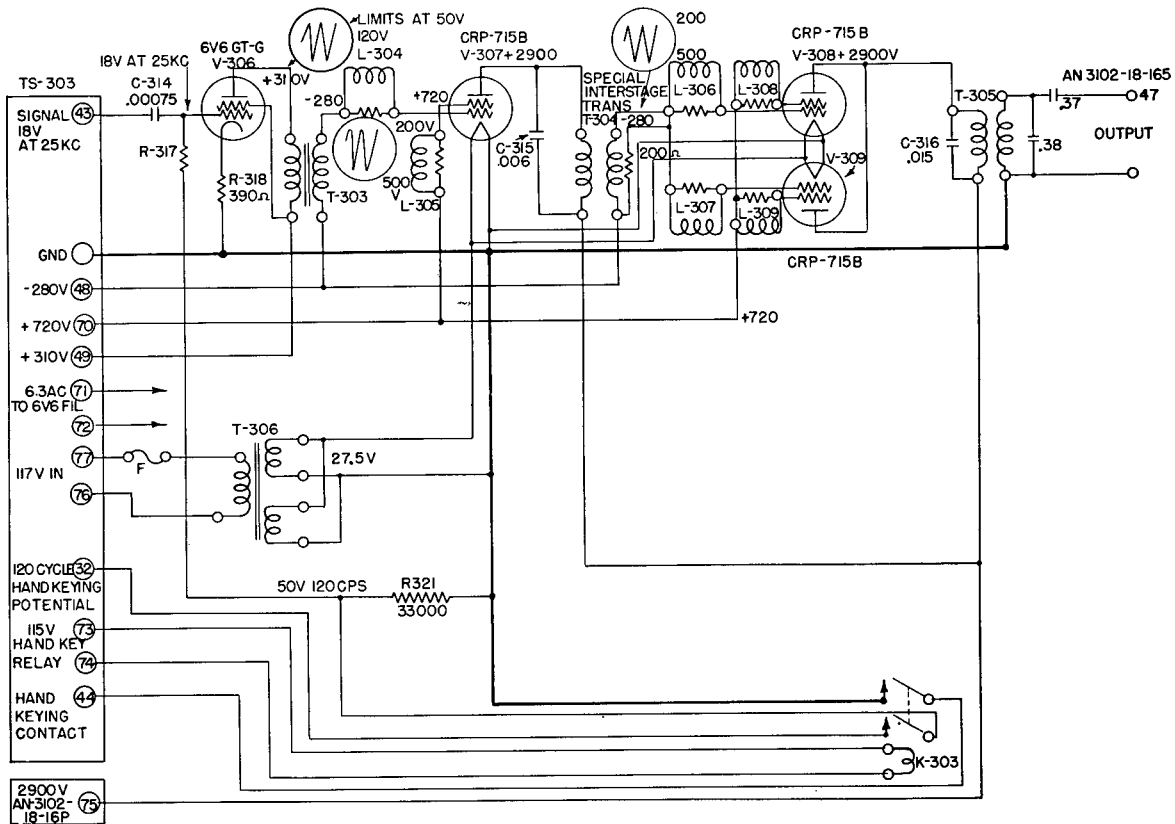 LIMITS AT 50V
120V
L-304
6V6 GT-G
V-306
+310V
18V AT 25KC
C-314
.00075
TS-303
SIGNAL 43
18V
AT 25KC
R-317
R-318
390Ω
-280
T-303
CRP-715B
V-307+2900
+720
200V
500
V
L-305
C-315
.006
200
500
SPECIAL
INTERSTAGE
TRANS
T-304 -280
200Ω
L-306
L-308
L-307
L-309
CRP-715B
V-308+2900V
V-309
CRP-715B
+720
T-305
C-316
.015
AN 3102-18-165
47
.37
.38
OUTPUT
GND
-280V 48
+720V 70
+310V 49
6.3AC 71
TO 6V6 FIL
72
77
F
117V IN
76
T-306
27.5V
~
120 CYCLE 32
HAND KEYING
POTENTIAL
50V 120CPS
R321
33000
115V 73
HAND KEY
RELAY 74
HAND 44
KEYING
CONTACT
K-303
2900V
AN-3102- 75
18-16P